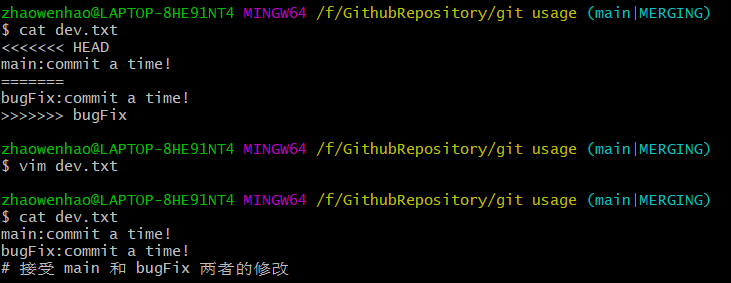 zhaowenhao@LAPTOP-8HE91NT4 MINGW64 /f/GithubRepository/git usage (main|MERGING)
$ cat dev.txt
<<<<<<< HEAD
main:commit a time!
=======
bugFix:commit a time!
>>>>>>> bugFix
zhaowenhao@LAPTOP-8HE91NT4 MINGW64 /f/GithubRepository/git usage (main|MERGING)
$ vim dev.txt
zhaowenhao@LAPTOP-8HE91NT4 MINGW64 /f/GithubRepository/git usage (main|MERGING)
$ cat dev.txt
main:commit a time!
bugFix:commit a time!
# 接受 main 和 bugFix 两者的修改